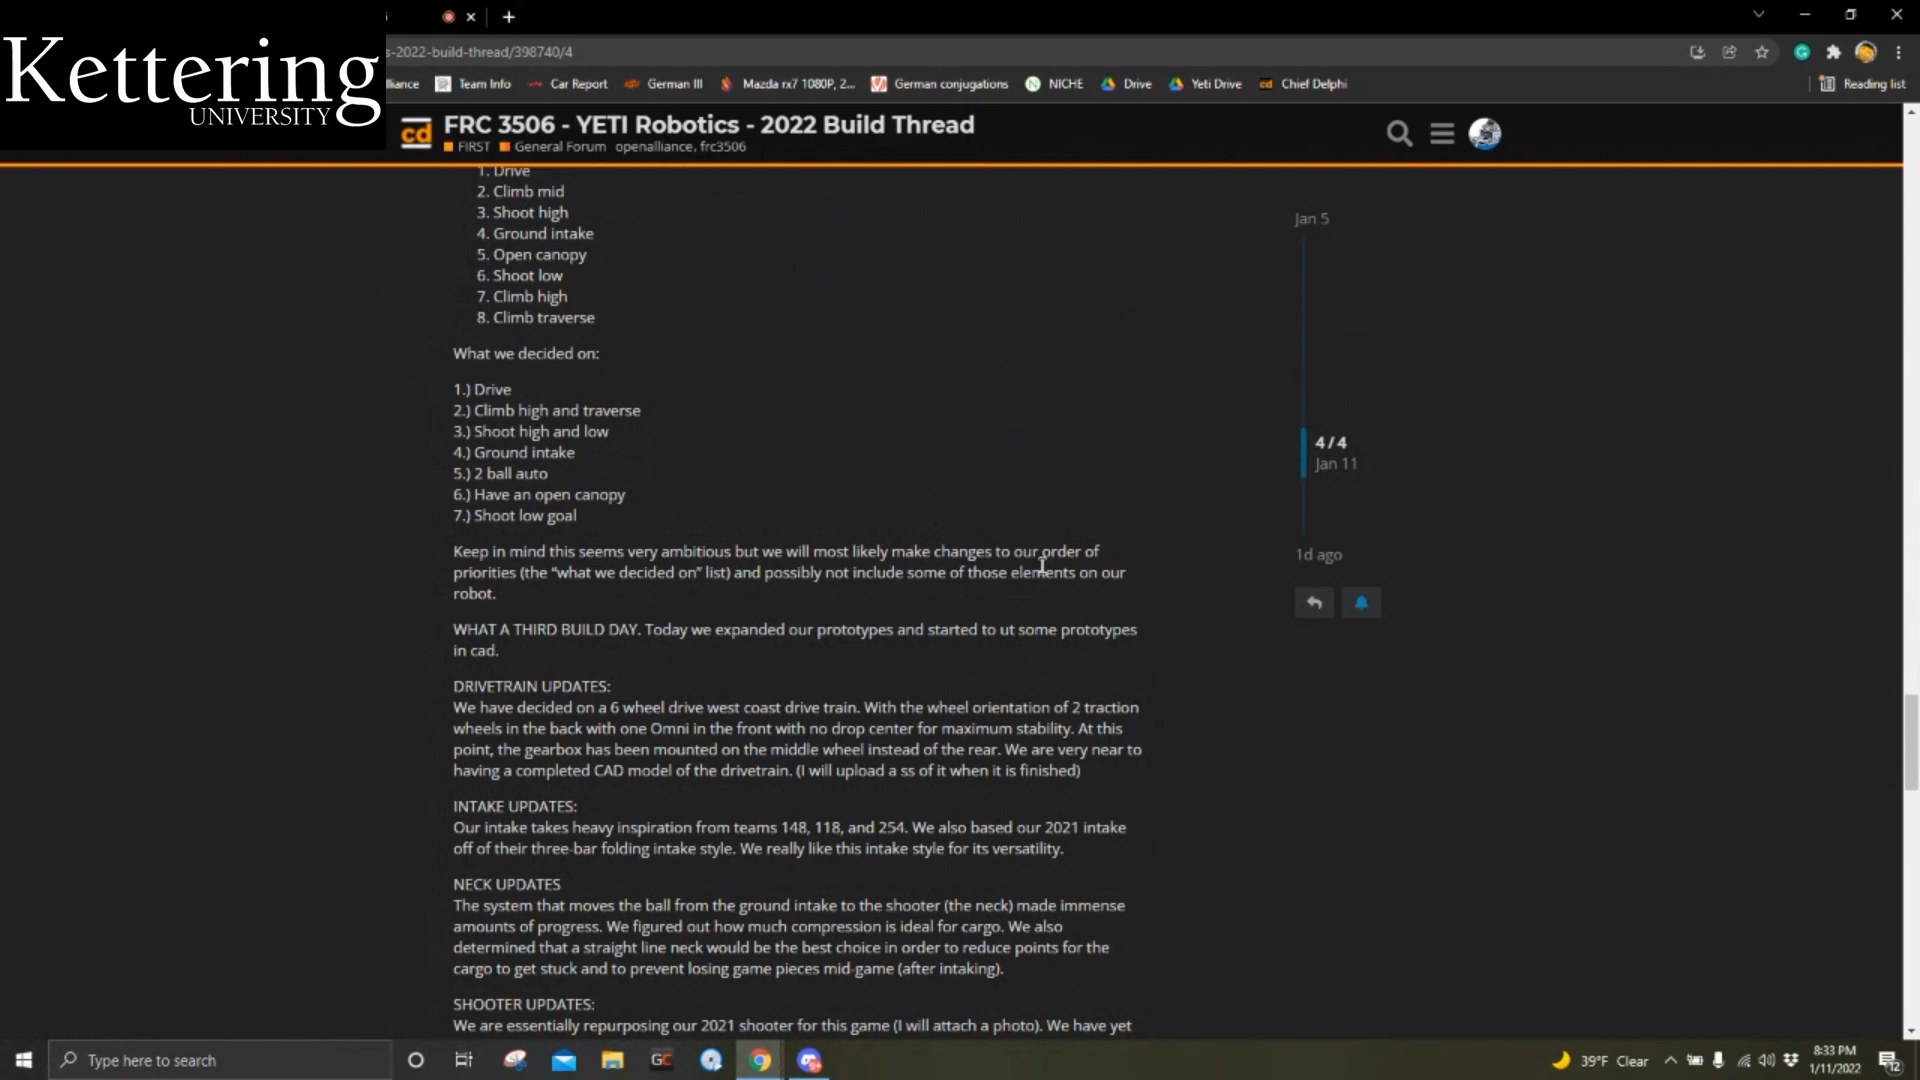 Kettering
UNIVERSITY
s-2022-build-thread/398740/4
liance
Team Info
Car Report
German III
Mazda rx7 1080P, 2...
German conjugations
NICHE
Drive
Yeti Drive
cd Chief Delphi
Reading list
cd
FRC 3506 - YETI Robotics - 2022 Build Thread
FIRST General Forum openalliance, frc3506
1. Drive
2. Climb mid
3. Shoot high
4. Ground intake
5. Open canopy
6. Shoot low
7. Climb high
8. Climb traverse
What we decided on:
1.) Drive
2.) Climb high and traverse
3.) Shoot high and low
4.) Ground intake
5.) 2 ball auto
6.) Have an open canopy
7.) Shoot low goal
Keep in mind this seems very ambitious but we will most likely make changes to our order of
priorities (the “what we decided on” list) and possibly not include some of those elements on our
robot.
WHAT A THIRD BUILD DAY. Today we expanded our prototypes and started to ut some prototypes
in cad.
DRIVETRAIN UPDATES:
We have decided on a 6 wheel drive west coast drive train. With the wheel orientation of 2 traction
wheels in the back with one Omni in the front with no drop center for maximum stability. At this
point, the gearbox has been mounted on the middle wheel instead of the rear. We are very near to
having a completed CAD model of the drivetrain. (I will upload a ss of it when it is finished)
INTAKE UPDATES:
Our intake takes heavy inspiration from teams 148, 118, and 254. We also based our 2021 intake
off of their three-bar folding intake style. We really like this intake style for its versatility.
NECK UPDATES
The system that moves the ball from the ground intake to the shooter (the neck) made immense
amounts of progress. We figured out how much compression is ideal for cargo. We also
determined that a straight line neck would be the best choice in order to reduce points for the
cargo to get stuck and to prevent losing game pieces mid-game (after intaking).
SHOOTER UPDATES:
We are essentially repurposing our 2021 shooter for this game (I will attach a photo). We have yet
Jan 5
4 / 4
Jan 11
1d ago
Type here to search
GC
39°F Clear
8:33 PM
1/11/2022
12